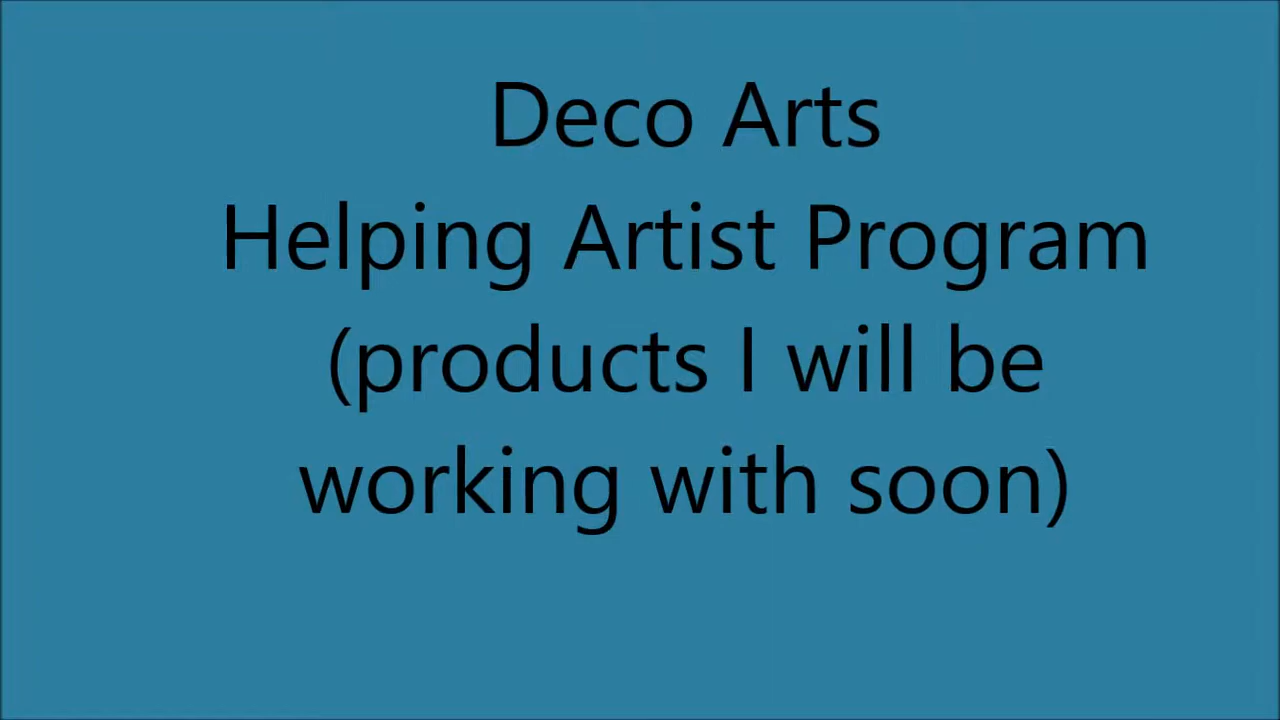 Deco Arts
Helping Artist Program
(products I will be
working with soon)